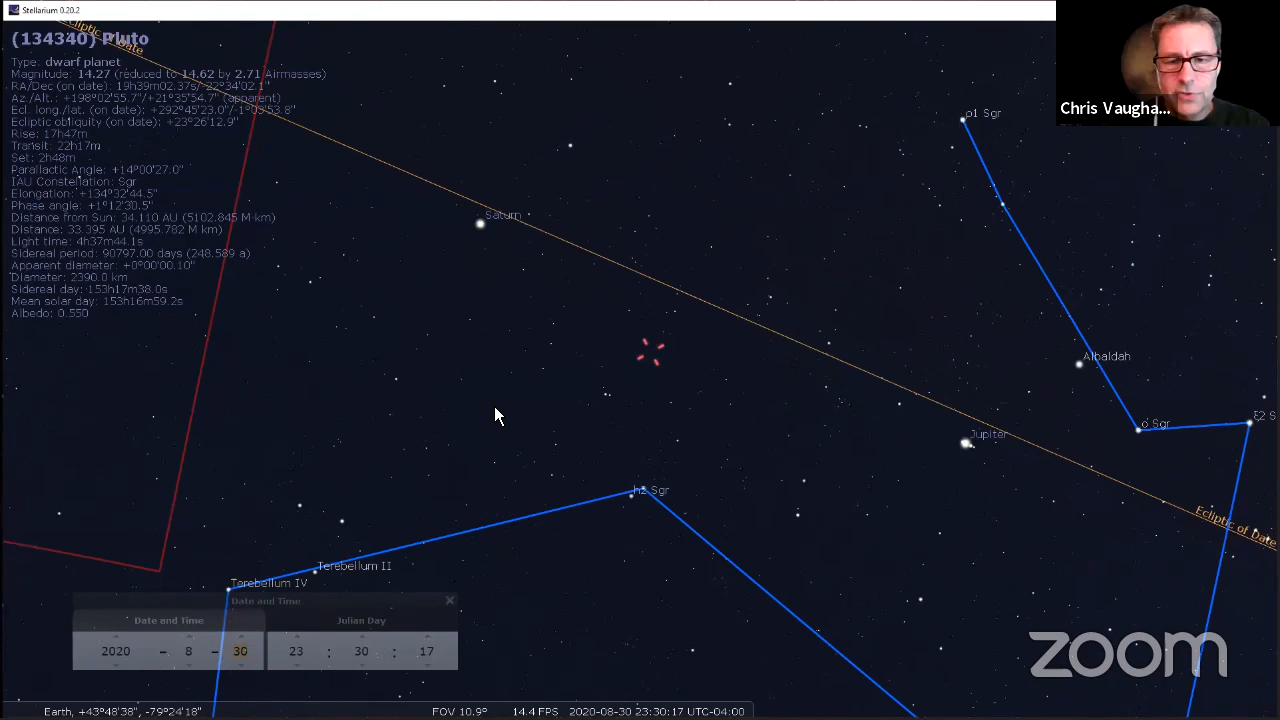 Stellarium 0.20.2
Ecliptic of Date
(134340) Pluto
Type: dwarf planet
Magnitude: 14.27 (reduced to 14.62 by 2.71 Airmasses)
RA/Dec (on date): 19h39m02.37s/-22°34'02.1"
Az./Alt.: +198°02'55.7"/+21°35'54.7" (apparent)
Ecl. long./lat. (on date): +292°45'23.0"/-1°03'53.8"
Ecliptic obliquity (on date): +23°26'12.9"
Rise: 17h47m
Transit: 22h17m
Set: 2h48m
Parallactic Angle: +14°00'27.0"
IAU Constellation: Sgr
Elongation: +134°32'44.5"
Phase angle: +1°12'30.5"
Distance from Sun: 34.110 AU (5102.845 M km)
Distance: 33.395 AU (4995.782 M km)
Light time: 4h37m44.1s
Sidereal period: 90797.00 days (248.589 a)
Apparent diameter: +0°00'00.10"
Diameter: 2390.0 km
Sidereal day: 153h17m38.0s
Mean solar day: 153h16m59.2s
Albedo: 0.550
Chris Vaugha...
ο1 Sgr
Saturn
Albaldah
ο Sgr
ξ2 S
Jupiter
h2 Sgr
Ecliptic of Date
Terebellum II
Terebellum IV
Date and Time
Date and Time Julian Day
2020 - 8 - 30 23 : 30 : 17
zoom
Earth, +43°48'38", -79°24'18" FOV 10.9° 14.4 FPS 2020-08-30 23:30:17 UTC-04:00